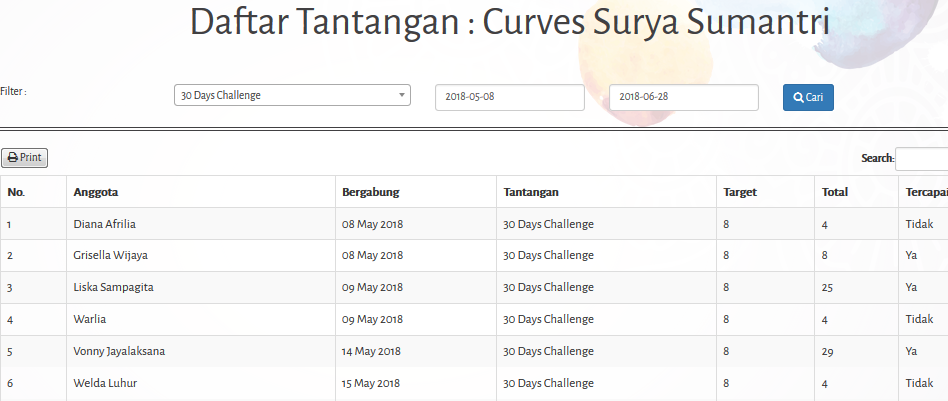 Daftar Tantangan : Curves Surya Sumantri
Filter : 30 Days Challenge 2018-05-08 2018-06-28 Cari
Print Search:
No. Anggota Bergabung Tantangan Target Total Tercapai
1 Diana Afrilia 08 May 2018 30 Days Challenge 8 4 Tidak
2 Grisella Wijaya 08 May 2018 30 Days Challenge 8 8 Ya
3 Liska Sampagita 09 May 2018 30 Days Challenge 8 25 Ya
4 Warlia 09 May 2018 30 Days Challenge 8 4 Tidak
5 Vonny Jayalaksana 14 May 2018 30 Days Challenge 8 29 Ya
6 Welda Luhur 15 May 2018 30 Days Challenge 8 4 Tidak